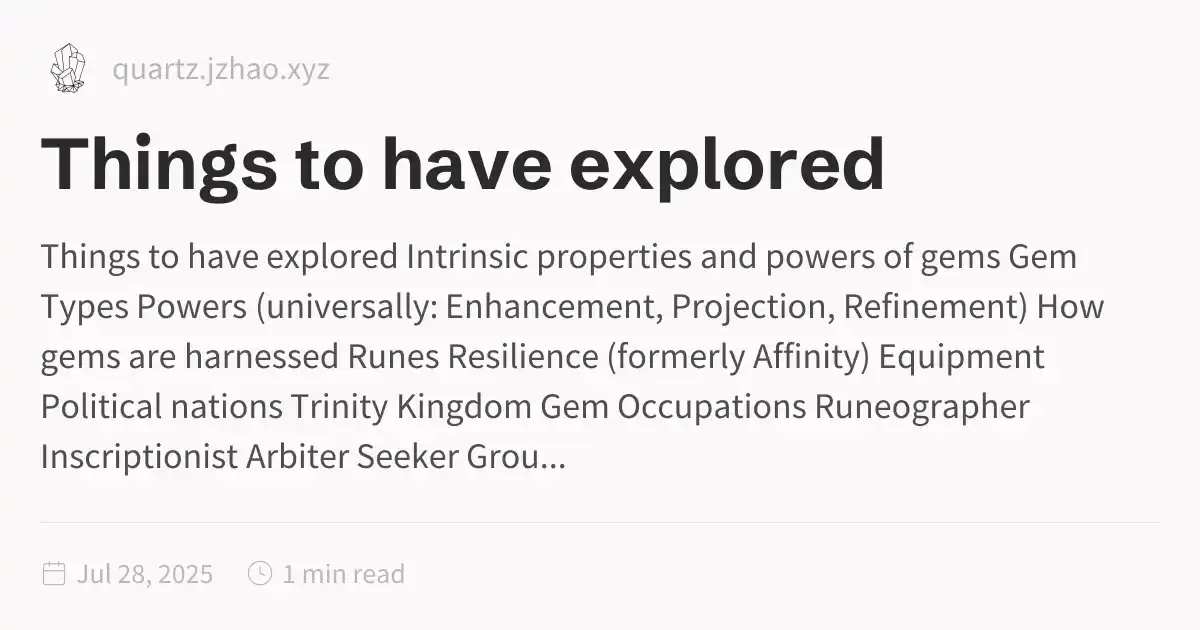 quartz.jzhao.xyz
Things to have explored
Things to have explored Intrinsic properties and powers of gems Gem
Types Powers (universally: Enhancement, Projection, Refinement) How
gems are harnessed Runes Resilience (formerly Affinity) Equipment
Political nations Trinity Kingdom Gem Occupations Runeographer
Inscriptionist Arbiter Seeker Grou...
Jul 28, 2025 1 min read